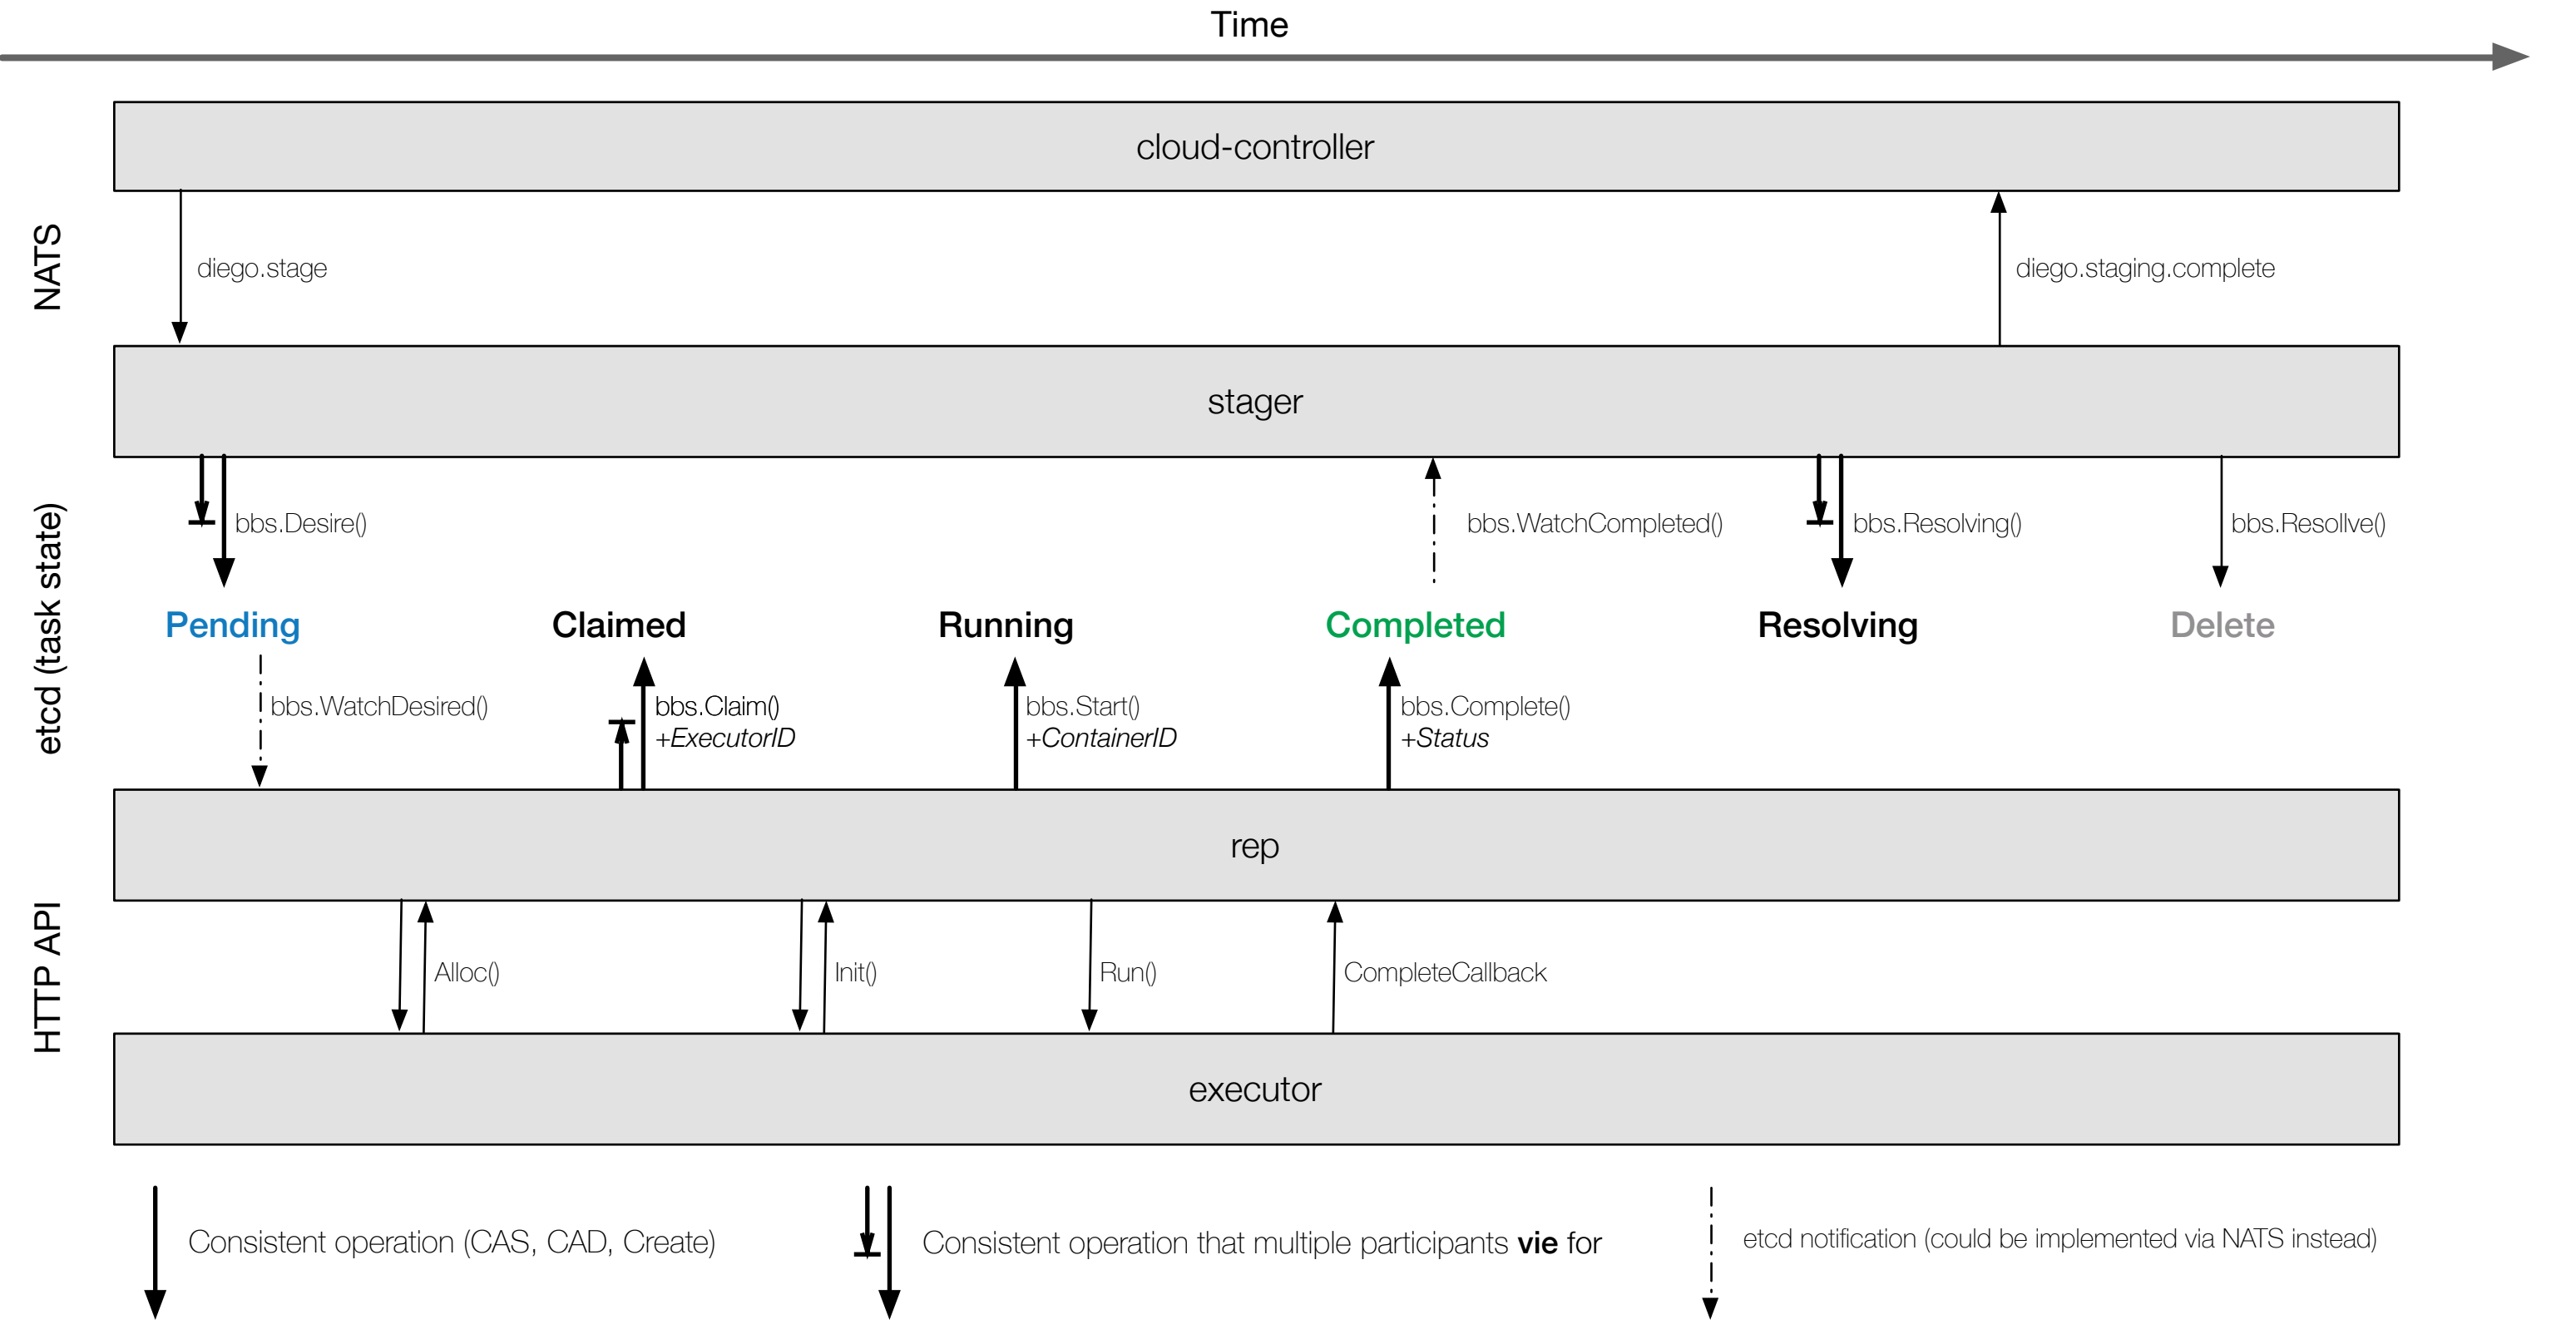 Time
cloud-controller
NATS
diego.stage
diego.staging.complete
stager
etcd (task state)
bbs.Desire()
bbs.WatchCompleted()
bbs.Resolving()
bbs.Resollve()
Pending
Claimed
Running
Completed
Resolving
Delete
bbs.WatchDesired()
bbs.Claim()
+ExecutorID
bbs.Start()
+ContainerID
bbs.Complete()
+Status
rep
HTTP API
Alloc()
Init()
Run()
CompleteCallback
executor
Consistent operation (CAS, CAD, Create)
Consistent operation that multiple participants vie for
etcd notification (could be implemented via NATS instead)